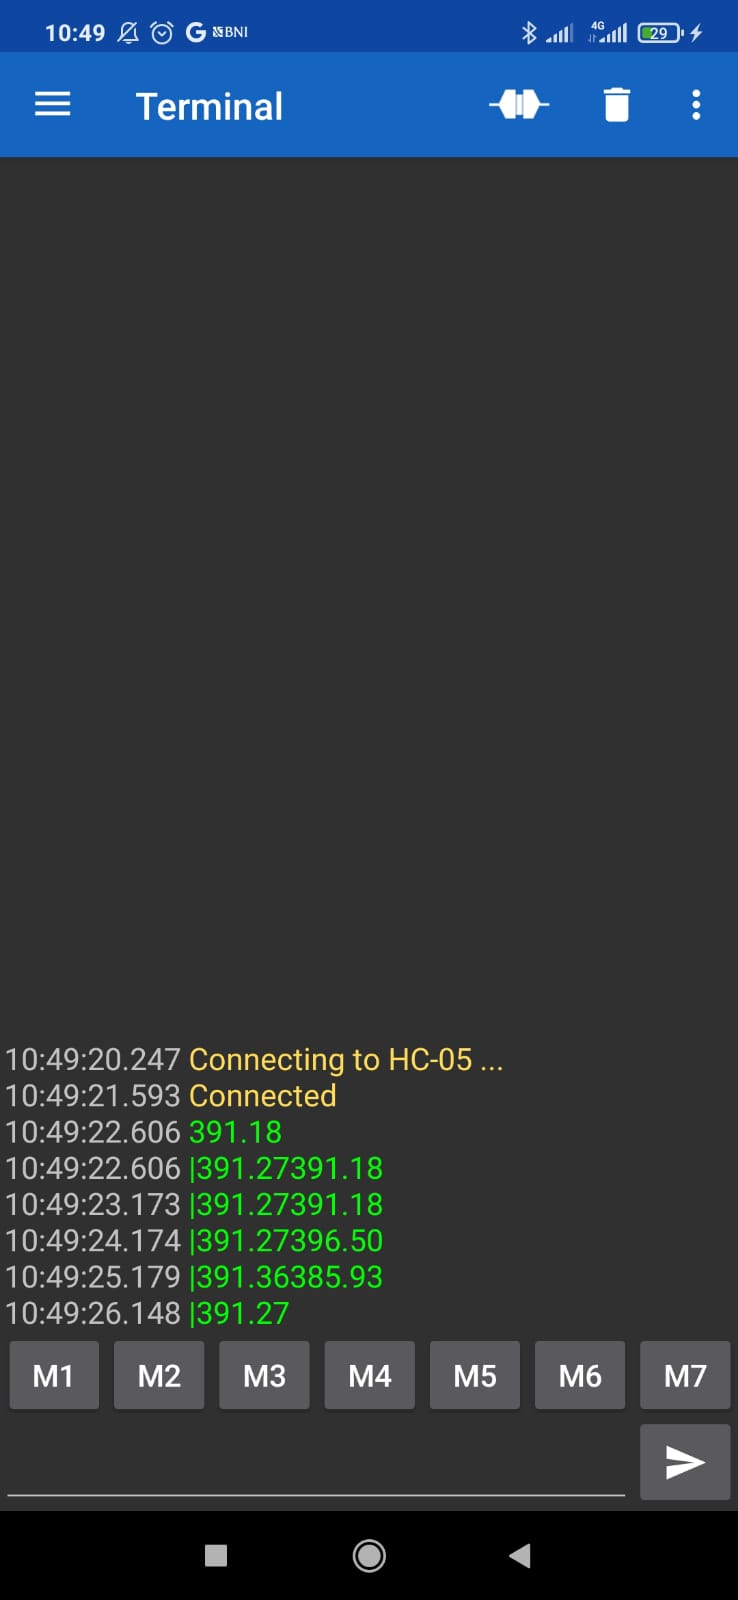 10:49 G BNI 4G 29
Terminal
10:49:20.247 Connecting to HC-05 ...
10:49:21.593 Connected
10:49:22.606 391.18
10:49:22.606 |391.27391.18
10:49:23.173 |391.27391.18
10:49:24.174 |391.27396.50
10:49:25.179 |391.36385.93
10:49:26.148 |391.27
M1 M2 M3 M4 M5 M6 M7